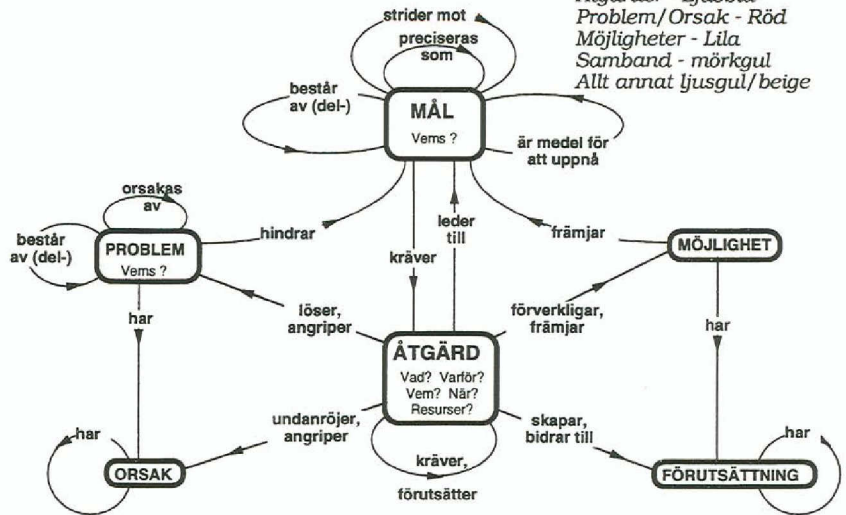 strider mot
preciseras
som
Problem/Orsak - Röd
Möjligheter - Lila
Samband - mörkgul
Allt annat ljusgul/beige
består
av (del-)
MÅL
Vems ?
är medel för
att uppnå
orsakas
av
består
av (del-)
PROBLEM
Vems ?
hindrar
kräver
leder
till
främjar
MÖJLIGHET
har
löser,
angriper
förverkligar,
främjar
har
ÅTGÄRD
Vad? Varför?
Vem? När?
Resurser?
undanröjer,
angriper
skapar,
bidrar till
har
ORSAK
kräver,
förutsätter
FÖRUTSÄTTNING
har